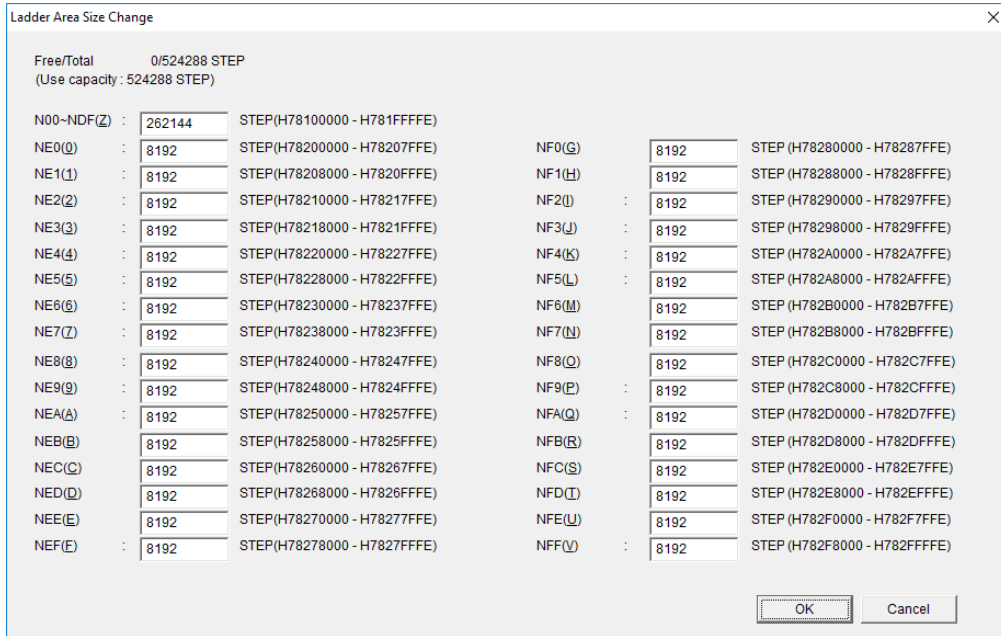 Ladder Area Size Change
Free/Total 0/524288 STEP
(Use capacity : 524288 STEP)
N00~NDF(Z) : 262144 STEP(H78100000 - H781FFFFE)
NE0(0) : 8192 STEP(H78200000 - H78207FFE) NF0(G) 8192 STEP (H78280000 - H78287FFE)
NE1(1) : 8192 STEP(H78208000 - H7820FFFE) NF1(H) 8192 STEP (H78288000 - H7828FFFE)
NE2(2) : 8192 STEP(H78210000 - H78217FFE) NF2(I) : 8192 STEP (H78290000 - H78297FFE)
NE3(3) : 8192 STEP(H78218000 - H7821FFFE) NF3(J) : 8192 STEP (H78298000 - H7829FFFE)
NE4(4) : 8192 STEP(H78220000 - H78227FFE) NF4(K) : 8192 STEP (H782A0000 - H782A7FFE)
NE5(5) : 8192 STEP(H78228000 - H7822FFFE) NF5(L) : 8192 STEP (H782A8000 - H782AFFFE)
NE6(6) : 8192 STEP(H78230000 - H78237FFE) NF6(M) 8192 STEP (H782B0000 - H782B7FFE)
NE7(7) : 8192 STEP(H78238000 - H7823FFFE) NF7(N) 8192 STEP (H782B8000 - H782BFFFE)
NE8(8) : 8192 STEP(H78240000 - H78247FFE) NF8(O) 8192 STEP (H782C0000 - H782C7FFE)
NE9(9) : 8192 STEP(H78248000 - H7824FFFE) NF9(P) : 8192 STEP (H782C8000 - H782CFFFE)
NEA(A) : 8192 STEP(H78250000 - H78257FFE) NFA(Q) : 8192 STEP (H782D0000 - H782D7FFE)
NEB(B) 8192 STEP(H78258000 - H7825FFFE) NFB(R) 8192 STEP (H782D8000 - H782DFFFE)
NEC(C) 8192 STEP(H78260000 - H78267FFE) NFC(S) 8192 STEP (H782E0000 - H782E7FFE)
NED(D) 8192 STEP(H78268000 - H7826FFFE) NFD(T) 8192 STEP (H782E8000 - H782EFFFE)
NEE(E) 8192 STEP(H78270000 - H78277FFE) NFE(U) 8192 STEP (H782F0000 - H782F7FFE)
NEF(F) : 8192 STEP(H78278000 - H7827FFFE) NFF(V) : 8192 STEP (H782F8000 - H782FFFFE)
OK Cancel